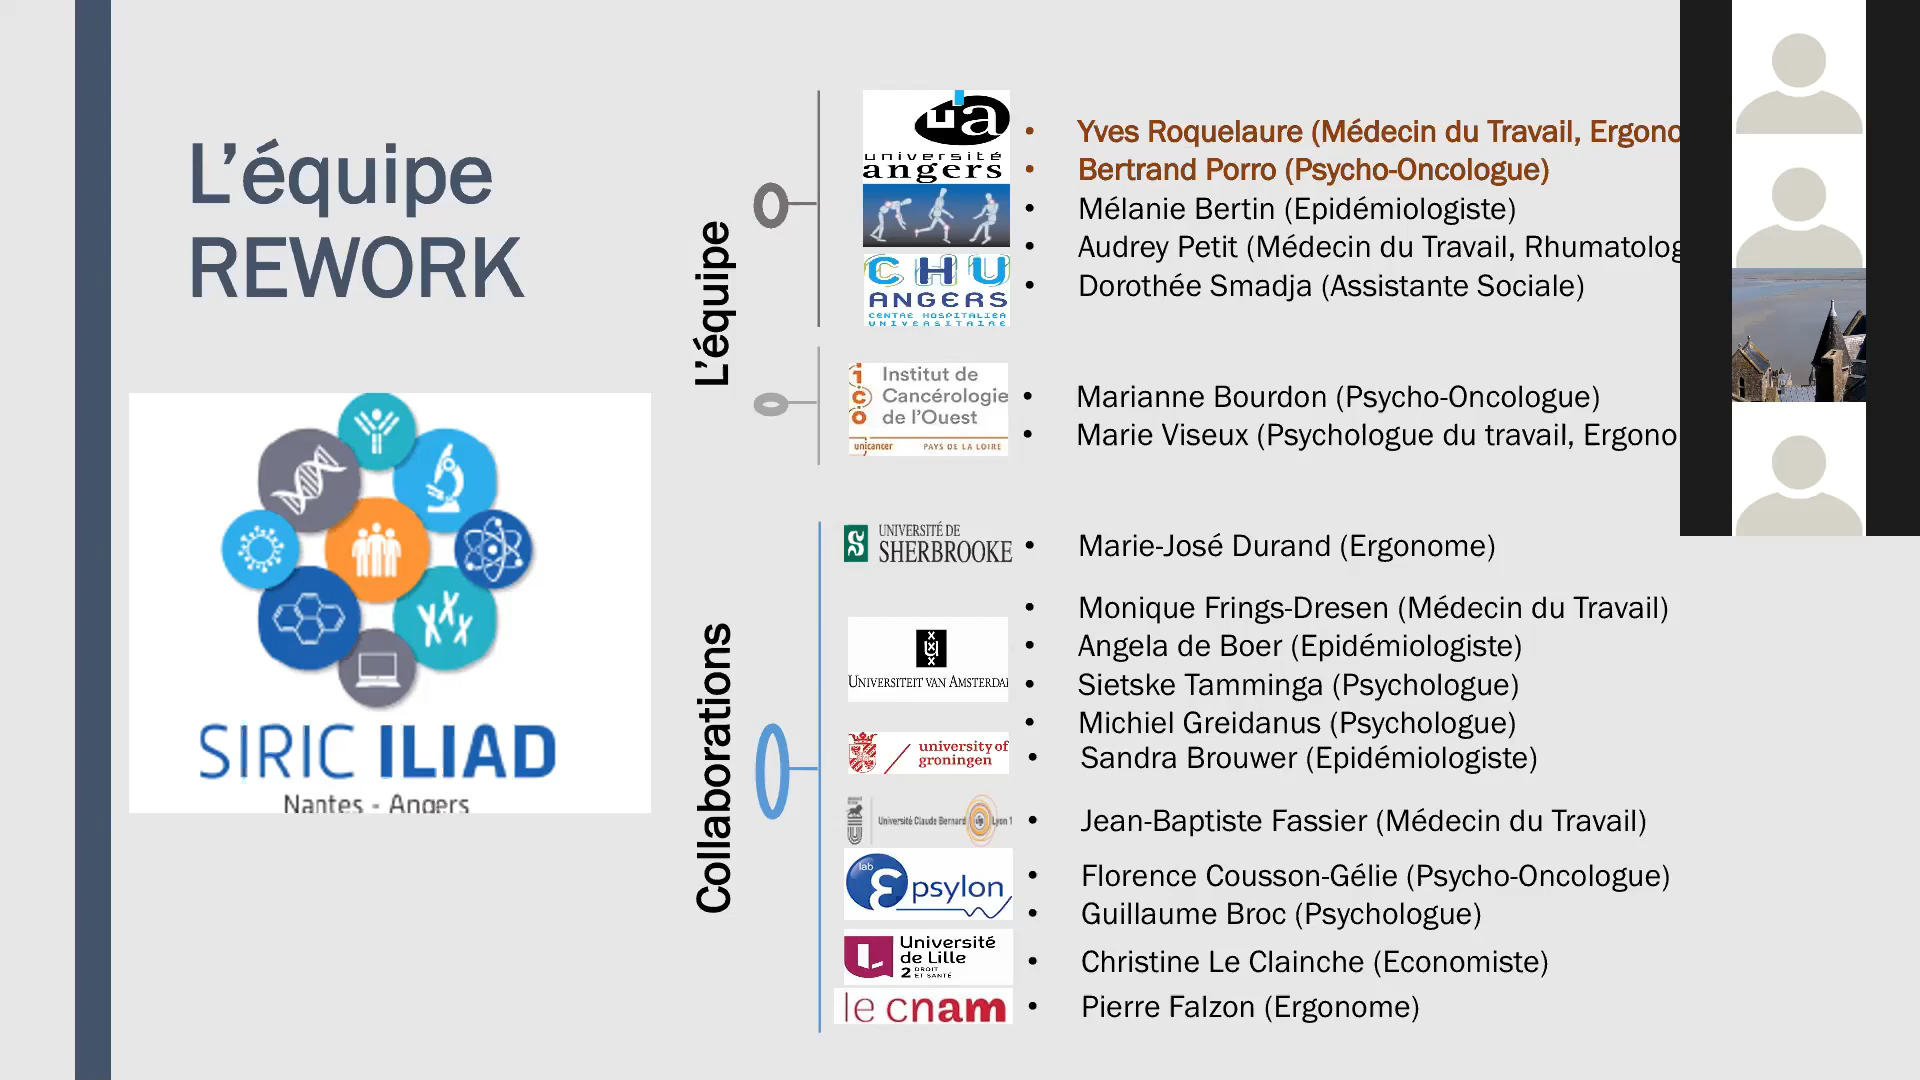 L’équipe
REWORK
SIRIC ILIAD
Nantes - Angers
L’équipe
ua
université
angers
CHU
ANGERS
CENTRE HOSPITALIER
UNIVERSITAIRE
• Yves Roquelaure (Médecin du Travail, Ergono
• Bertrand Porro (Psycho-Oncologue)
• Mélanie Bertin (Epidémiologiste)
• Audrey Petit (Médecin du Travail, Rhumatolog
• Dorothée Smadja (Assistante Sociale)
ico
Institut de
Cancérologie
de l’Ouest
unicancer PAYS DE LA LOIRE
• Marianne Bourdon (Psycho-Oncologue)
• Marie Viseux (Psychologue du travail, Ergono
Collaborations
UNIVERSITÉ DE
SHERBROOKE
• Marie-José Durand (Ergonome)
UNIVERSITEIT VAN AMSTERDA
• Monique Frings-Dresen (Médecin du Travail)
• Angela de Boer (Epidémiologiste)
• Sietske Tamminga (Psychologue)
• Michiel Greidanus (Psychologue)
university of
groningen
• Sandra Brouwer (Epidémiologiste)
Université Claude Bernard Lyon 1
• Jean-Baptiste Fassier (Médecin du Travail)
lab
εpsylon
• Florence Cousson-Gélie (Psycho-Oncologue)
• Guillaume Broc (Psychologue)
Université
de Lille
2 DROIT
ET SANTÉ
• Christine Le Clainche (Economiste)
le cnam
• Pierre Falzon (Ergonome)